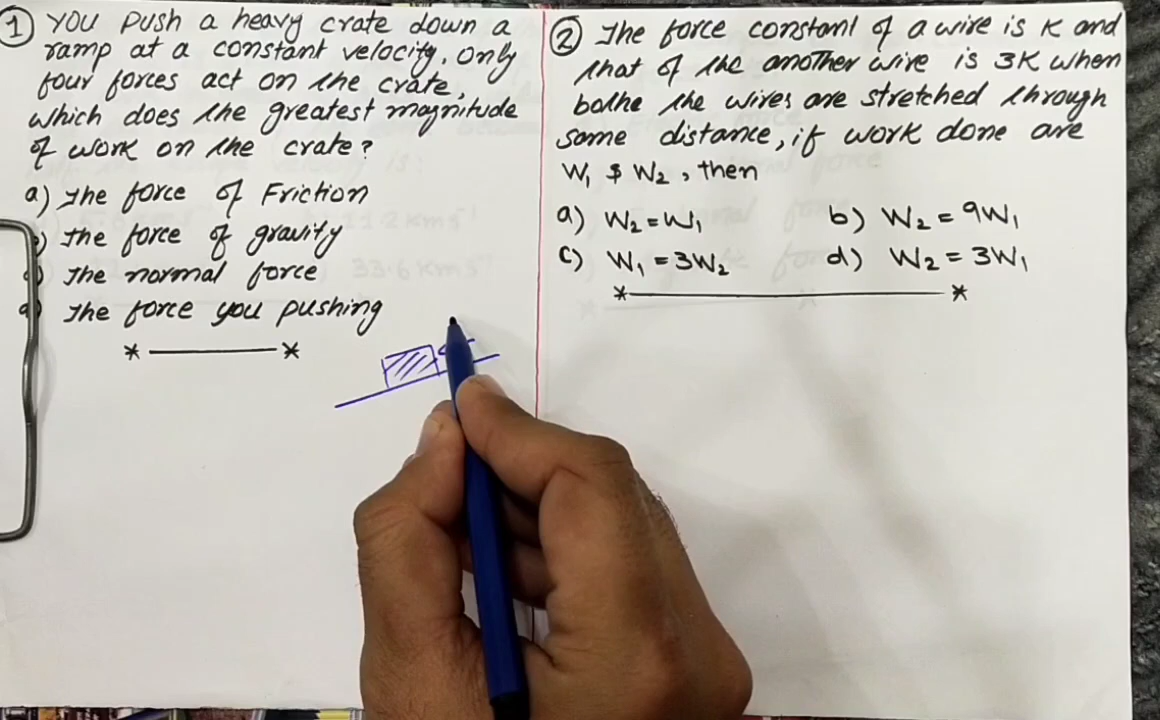 1 You push a heavy crate down a
ramp at a constant velocity. Only
four forces act on the crate,
which does the greatest magnitude
of work on the crate?
a) The force of Friction
) The force of gravity
) The normal force
) The force you pushing
* ——— *
2 The force constant of a wire is K and
that of the another wire is 3K when
bothe the wires are stretched through
same distance, if work done are
W1 $ W2, then
a) W2 = W1 b) W2 = 9W1
c) W1 = 3W2 d) W2 = 3W1
* ——— *